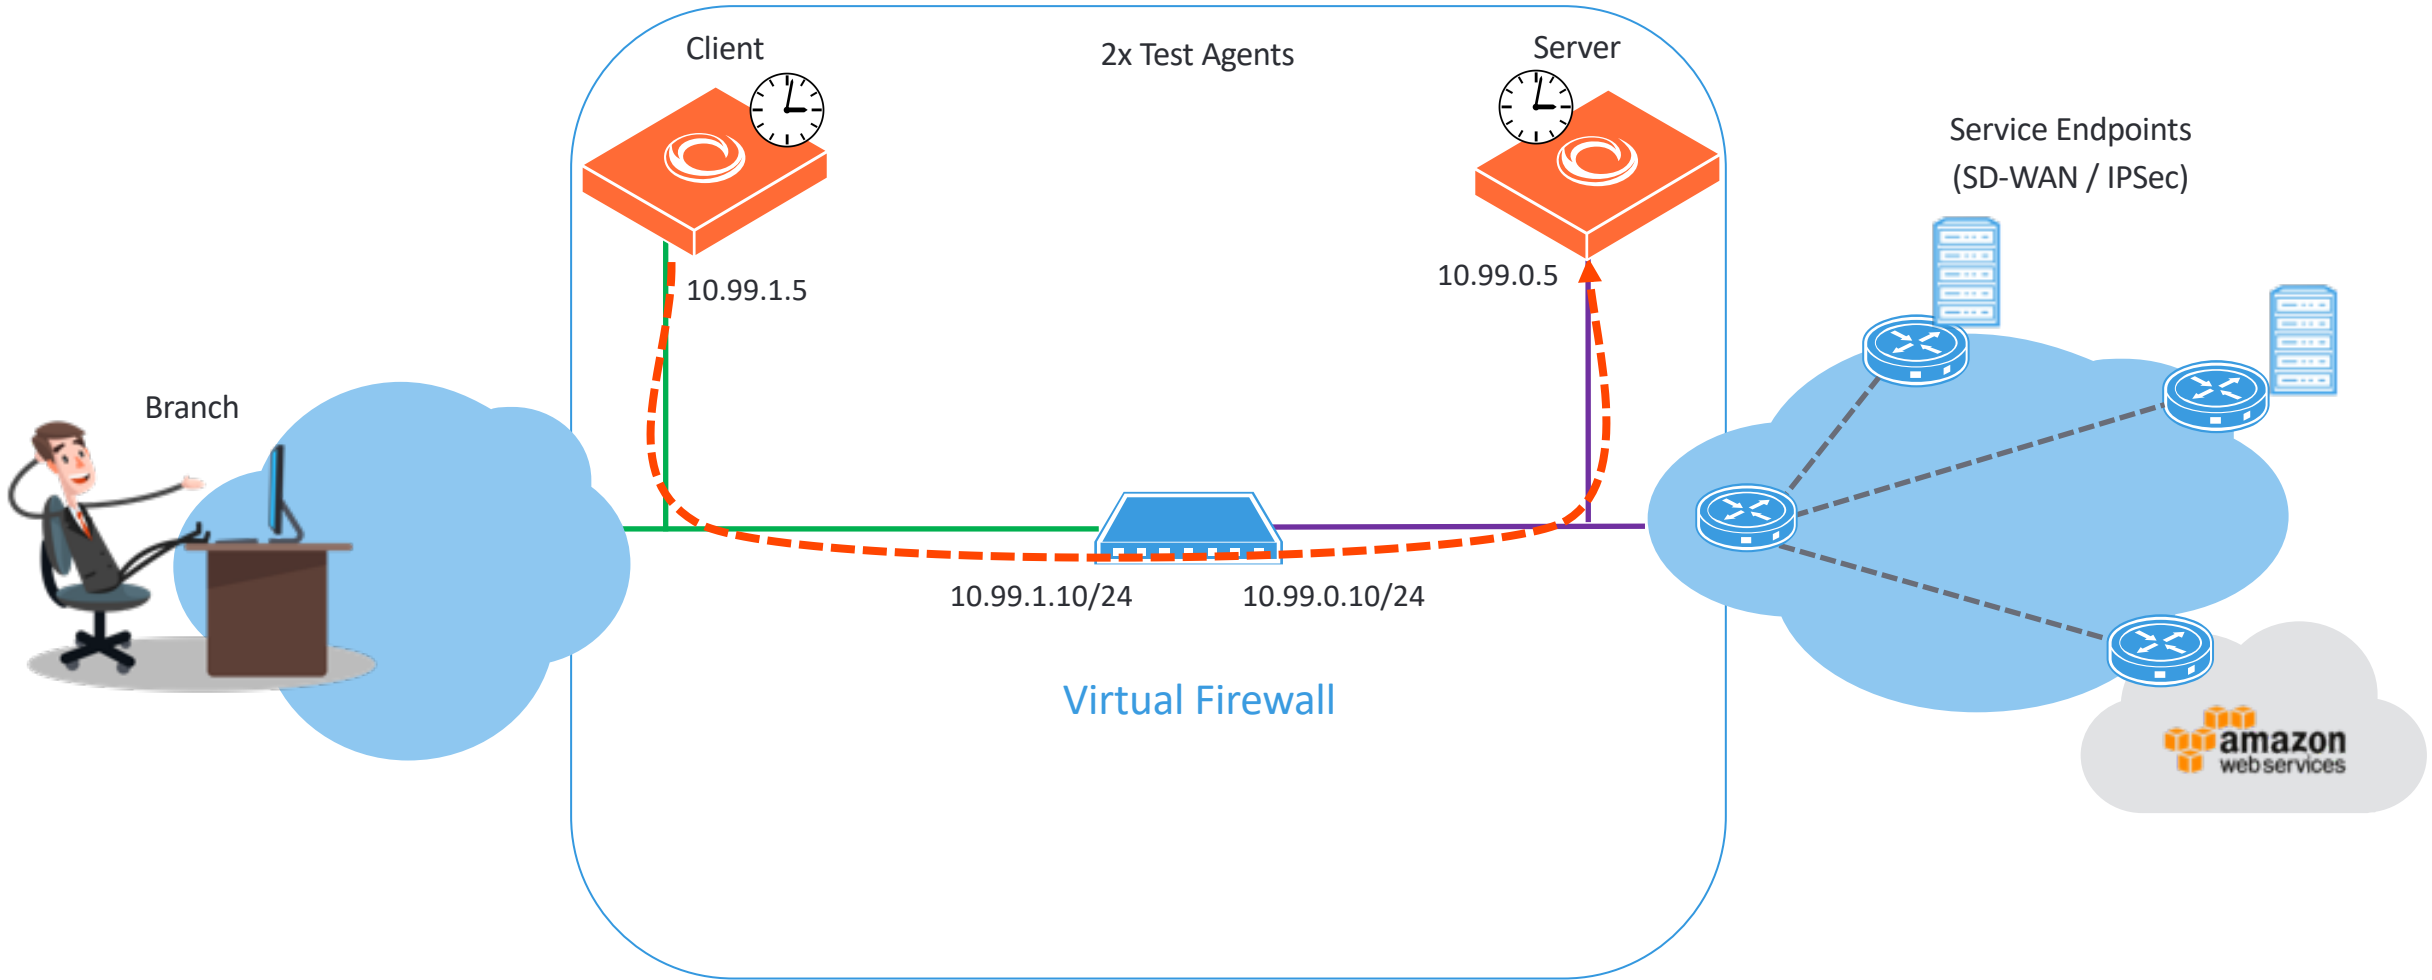 Client
2x Test Agents
Server
Service Endpoints
(SD-WAN / IPSec)
10.99.1.5
10.99.0.5
Branch
10.99.1.10/24
10.99.0.10/24
Virtual Firewall
amazon
web services